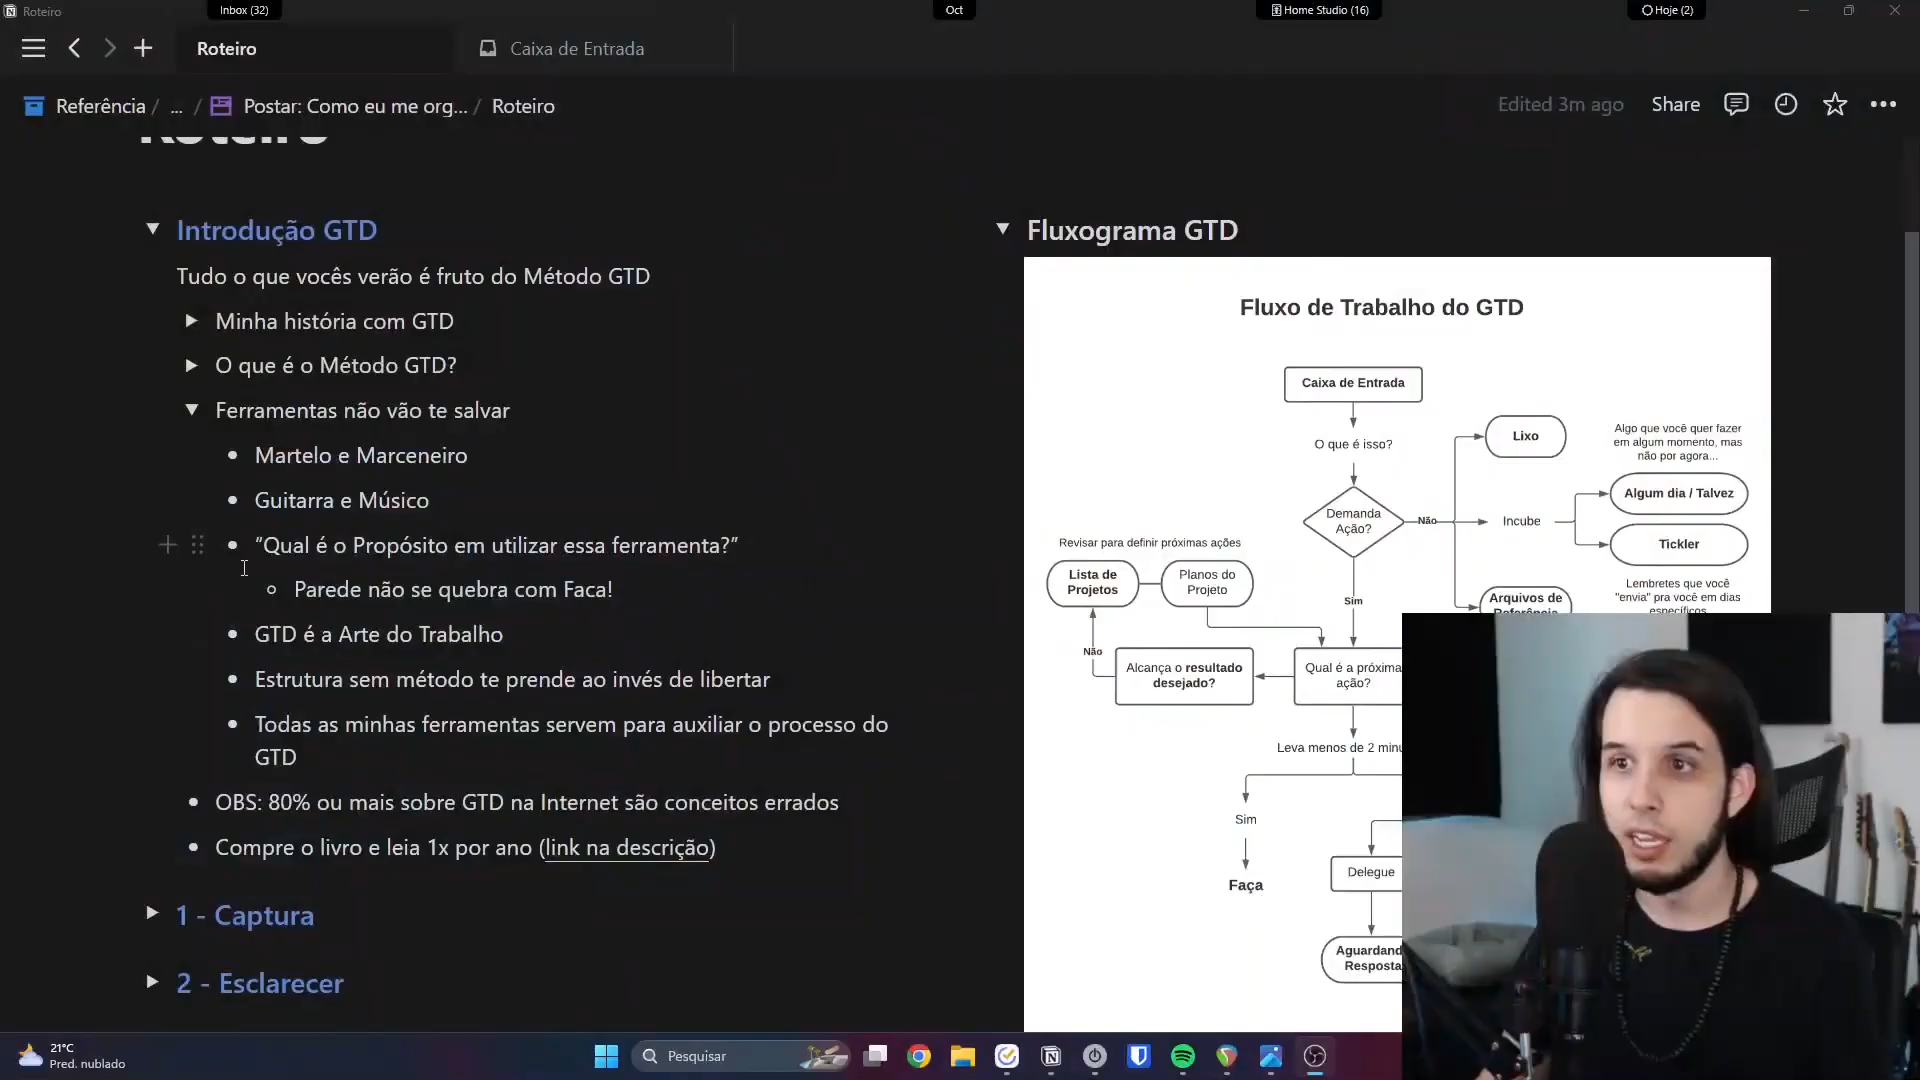 Roteiro
Inbox (32)
Oct
Home Studio (16)
Hoje (2)
Roteiro
Caixa de Entrada
Referência / ... / Postar: Como eu me org... / Roteiro
Edited 3m ago
Share
Roteiro
Introdução GTD
Tudo o que vocês verão é fruto do Método GTD
Minha história com GTD
O que é o Método GTD?
Ferramentas não vão te salvar
Martelo e Marceneiro
Guitarra e Músico
"Qual é o Propósito em utilizar essa ferramenta?"
Parede não se quebra com Faca!
GTD é a Arte do Trabalho
Estrutura sem método te prende ao invés de libertar
Todas as minhas ferramentas servem para auxiliar o processo do
GTD
OBS: 80% ou mais sobre GTD na Internet são conceitos errados
Compre o livro e leia 1x por ano (link na descrição)
1 - Captura
2 - Esclarecer
Fluxograma GTD
Fluxo de Trabalho do GTD
Caixa de Entrada
O que é isso?
Demanda
Ação?
Não
Lixo
Incube
Algo que você quer fazer
em algum momento, mas
não por agora...
Algum dia / Talvez
Tickler
Lembretes que você
"envia" pra você em dias
específicos
Arquivos de
Referência
Revisar para definir próximas ações
Lista de
Projetos
Planos do
Projeto
Sim
Não
Alcança o resultado
desejado?
Qual é a próxima
ação?
Leva menos de 2 minu
Sim
Faça
Delegue
Aguardand
Resposta
21°C
Pred. nublado
Pesquisar